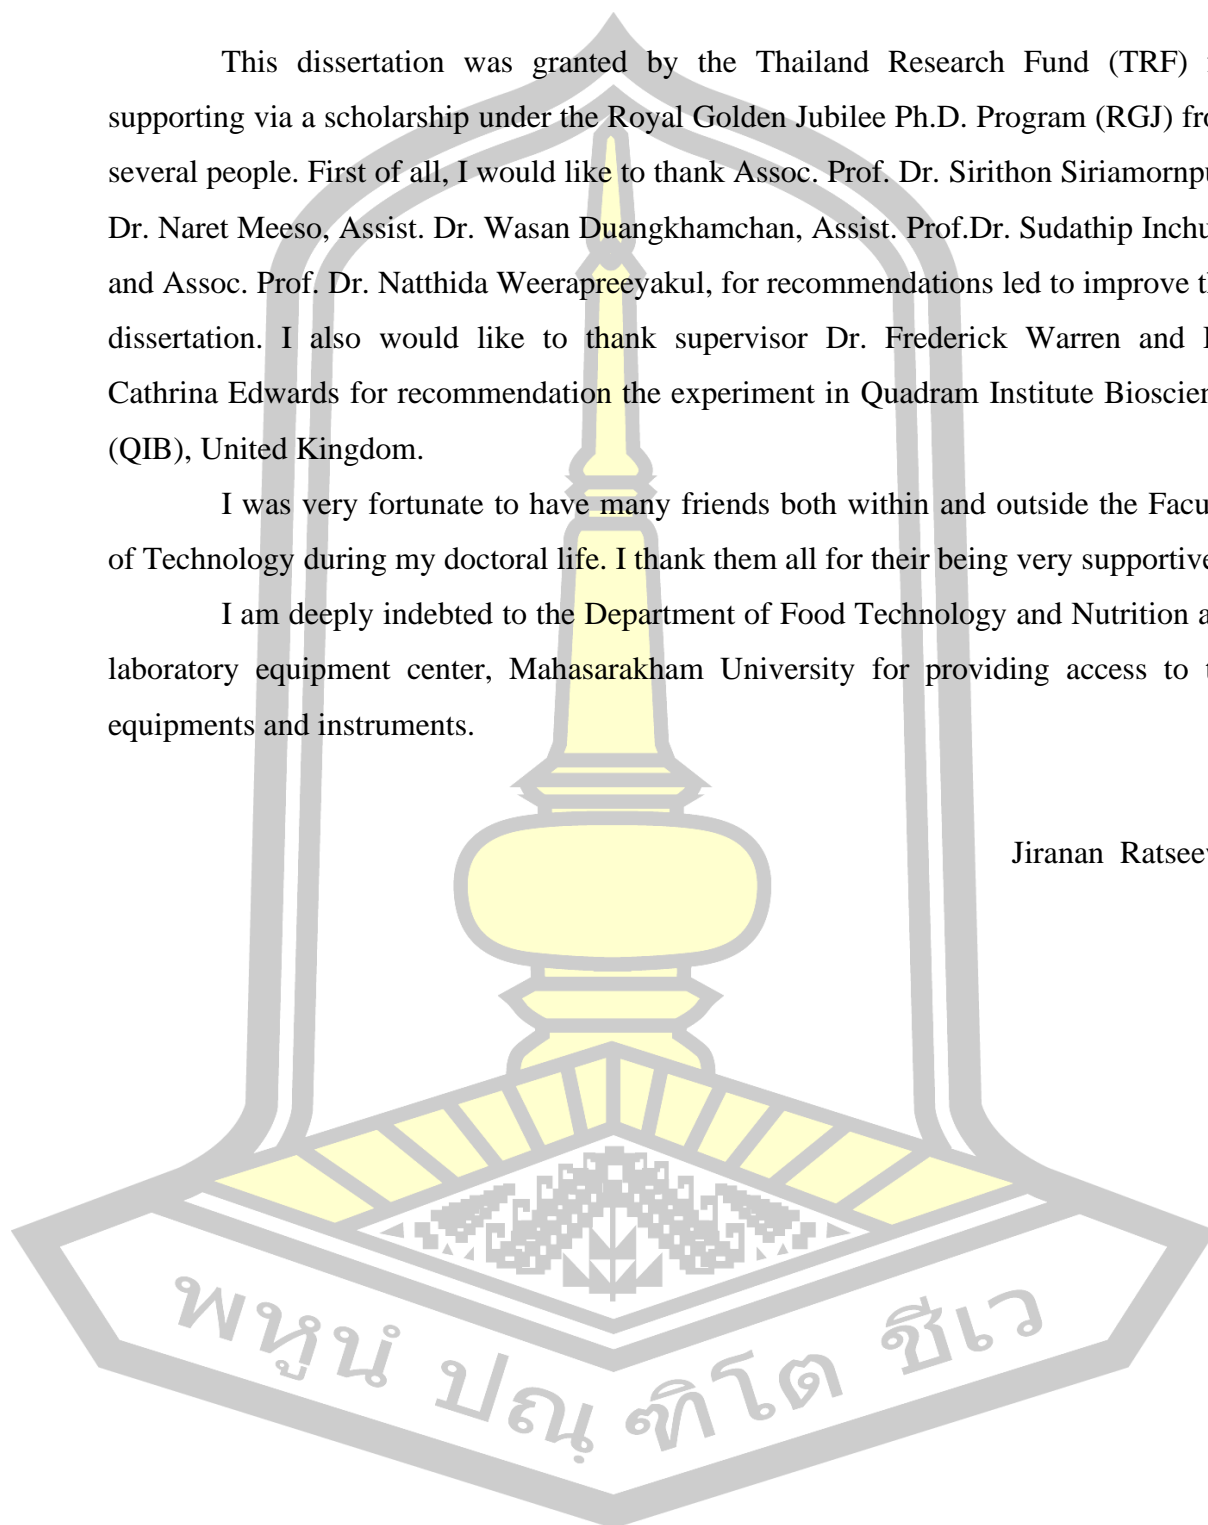 This dissertation was granted by the Thailand Research Fund (TRF)
supporting via a scholarship under the Royal Golden Jubilee Ph.D. Program (RGJ)
several people. First of all, I would like to thank Assoc. Prof. Dr. Sirithon
Dr. Naret Meeso, Assist. Dr. Wasan Duangkhamchan, Assist. Prof.Dr. Sudathip
and Assoc. Prof. Dr. Natthida Weerapreeyakul, for recommendations led to improve
dissertation. I also would like to thank supervisor Dr. Frederick Warren and
Cathrina Edwards for recommendation the experiment in Quadram Institute
(QIB), United Kingdom.
I was very fortunate to have many friends both within and outside the
of Technology during my doctoral life. I thank them all for their being very supportive
I am deeply indebted to the Department of Food Technology and Nutrition
laboratory equipment center, Mahasarakham University for providing access to
equipments and instruments.
Jiranan
พหูนํ ปณฺฑิโต ชีเว